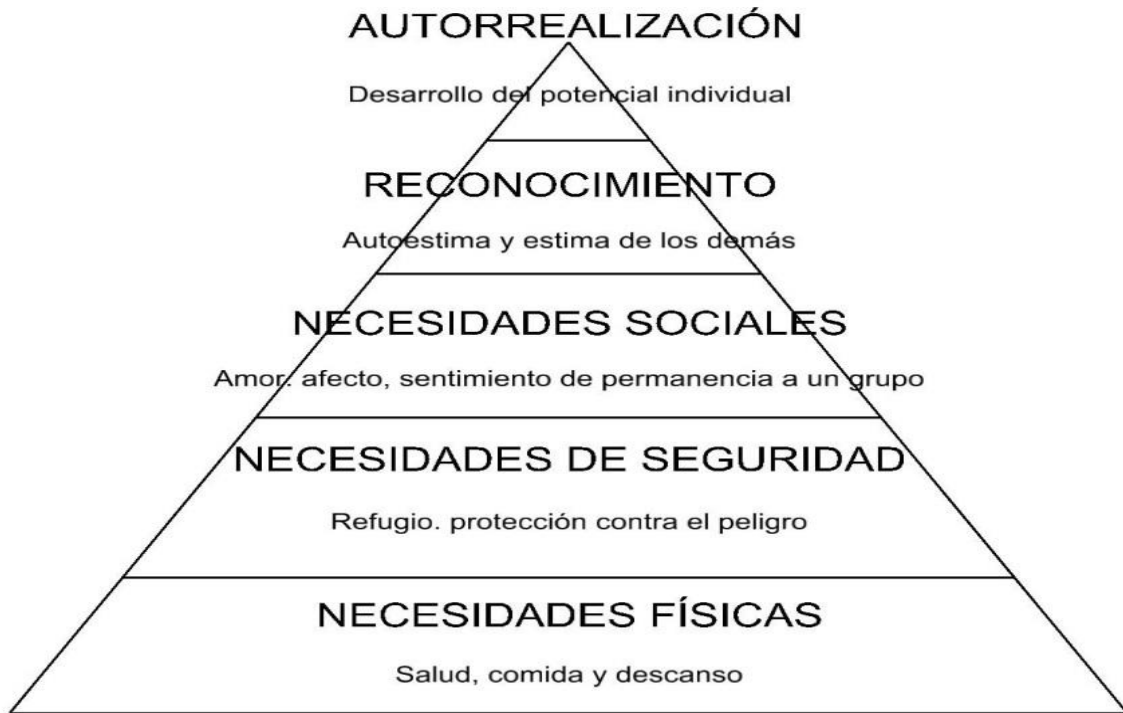 AUTORREALIZACIÓN
Desarrollo del potencial individual
RECONOCIMIENTO
Autoestima y estima de los demás
NECESIDADES SOCIALES
Amor. afecto, sentimiento de permanencia a un grupo
NECESIDADES DE SEGURIDAD
Refugio. protección contra el peligro
NECESIDADES FÍSICAS
Salud, comida y descanso